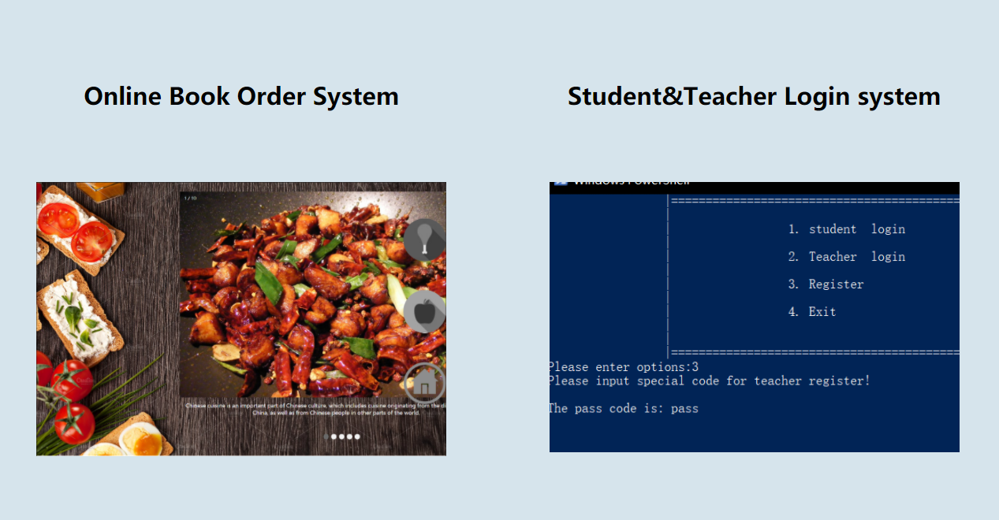 Online Book Order System
Student&Teacher Login system
1 / 10
Chinese cuisine is an important part of Chinese culture, which includes cuisine originating from the di
China, as well as from Chinese people in other parts of the world.
Windows PowerShell
1. student login
2. Teacher login
3. Register
4. Exit
Please enter options:3
Please input special code for teacher register!
The pass code is: pass